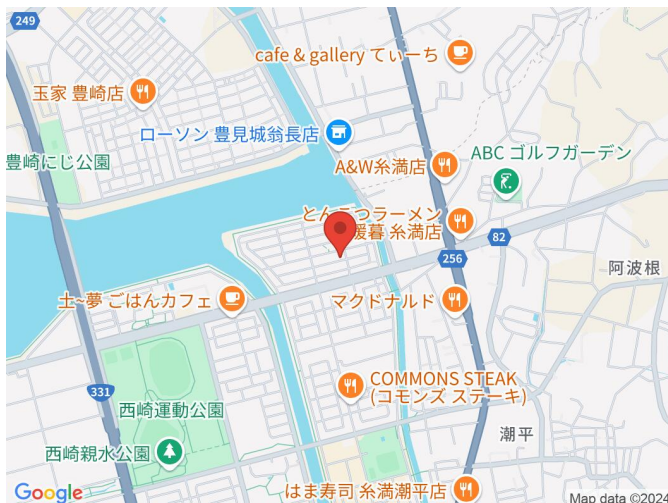 249
cafe & gallery てぃーち
玉家 豊崎店
ローソン 豊見城翁長店
豊崎にじ公園
A&W糸満店
ABC ゴルフガーデン
とんこつラーメン
暖暮 糸満店
82
256
阿波根
土~夢 ごはんカフェ
マクドナルド
331
COMMONS STEAK
(コモンズ ステーキ)
西崎運動公園
潮平
西崎親水公園
はま寿司 糸満潮平店
Google
Map data ©2024